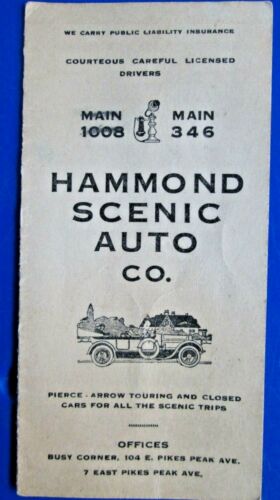 WE CARRY PUBLIC LIABILITY INSURANCE
COURTEOUS CAREFUL LICENSED
DRIVERS
MAIN MAIN
1008 346
HAMMOND
SCENIC
AUTO
CO.
PIERCE-ARROW TOURING AND CLOSED
CARS FOR ALL THE SCENIC TRIPS
OFFICES
BUSY CORNER, 104 E. PIKES PEAK AVE.
7 EAST PIKES PEAK AVE.